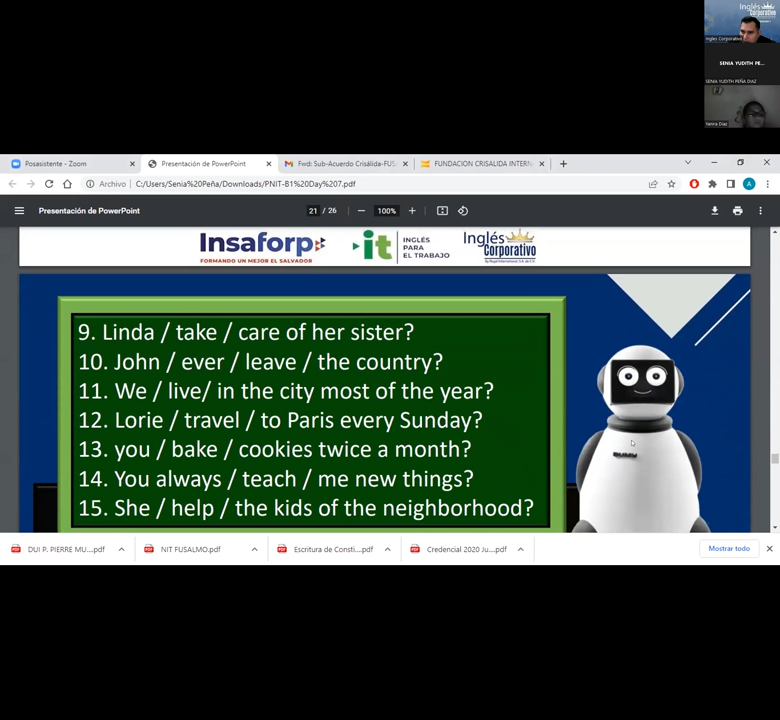 Inglés
Corporativo
Ingles Corporativo
SENIA YUDITH PE...
SENIA YUDITH PEÑA DIAZ
Yanira Diaz
Posasistente - Zoom
Presentación de PowerPoint
Fwd: Sub-Acuerdo Crisálida-FUS
FUNDACION CRISALIDA INTERN
Archivo
C:/Users/Senia%20Peña/Downloads/PNIT-B1%20Day%207.pdf
A
Presentación de PowerPoint
21 / 26
100%
Insaforp
FORMANDO UN MEJOR EL SALVADOR
it
INGLÉS
PARA
EL TRABAJO
Inglés
Corporativo
9. Linda / take / care of her sister?
10. John / ever / leave / the country?
11. We / live/ in the city most of the year?
12. Lorie / travel / to Paris every Sunday?
13. you / bake / cookies twice a month?
14. You always / teach / me new things?
15. She / help / the kids of the neighborhood?
DUI P. PIERRE MU....pdf
NIT FUSALMO.pdf
Escritura de Consti....pdf
Credencial 2020 Ju....pdf
Mostrar todo